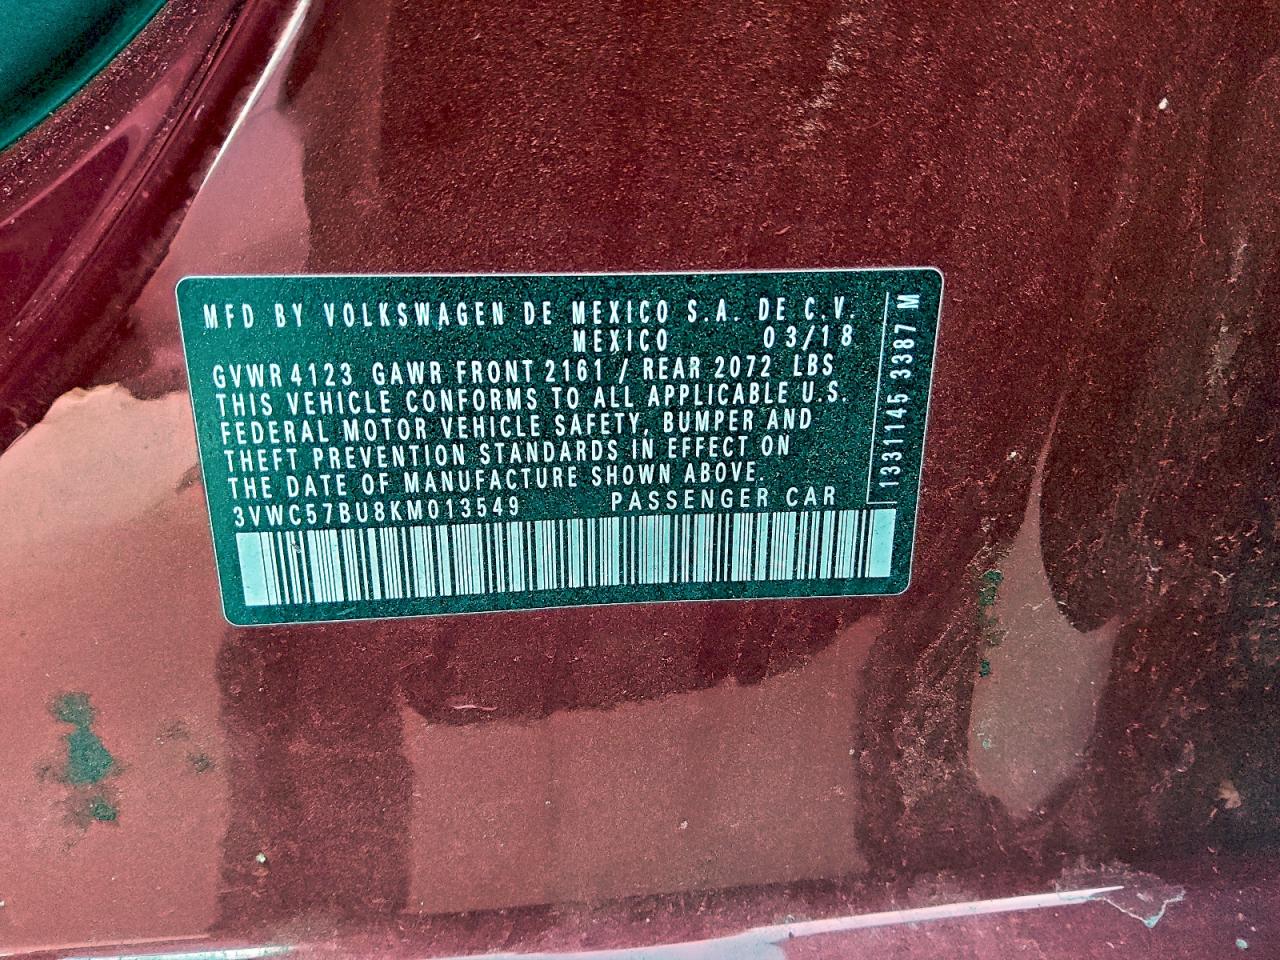 MFD BY VOLKSWAGEN DE MEXICO S.A. DE C.V.
MEXICO 03/18
GVWR 4123 GAWR FRONT 2161 / REAR 2072 LBS
THIS VEHICLE CONFORMS TO ALL APPLICABLE U.S.
FEDERAL MOTOR VEHICLE SAFETY, BUMPER AND
THEFT PREVENTION STANDARDS IN EFFECT ON
THE DATE OF MANUFACTURE SHOWN ABOVE.
3VWC57BU8KM013549 PASSENGER CAR
1331145 3387 M